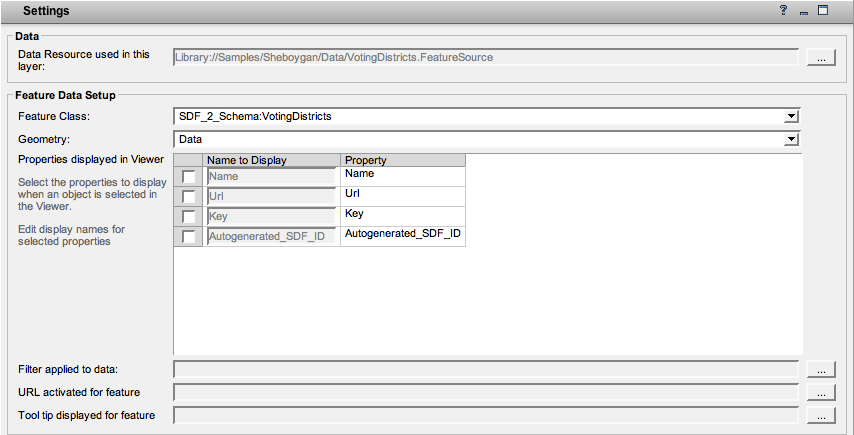 Settings ?
Data
Data Resource used in this layer:
Library://Samples/Sheboygan/Data/VotingDistricts.FeatureSource ...
Feature Data Setup
Feature Class: SDF_2_Schema:VotingDistricts
Geometry: Data
Properties displayed in Viewer
Select the properties to display
when an object is selected in
the Viewer.
Edit display names for
selected properties
Name to Display Property
Name Name
Url Url
Key Key
Autogenerated_SDF_ID Autogenerated_SDF_ID
Filter applied to data: ...
URL activated for feature ...
Tool tip displayed for feature ...